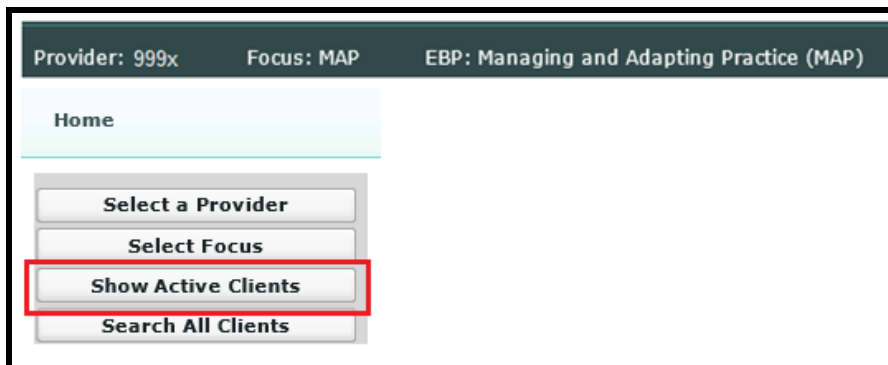 Provider: 999x Focus: MAP EBP: Managing and Adapting Practice (MAP)
Home
Select a Provider
Select Focus
Show Active Clients
Search All Clients